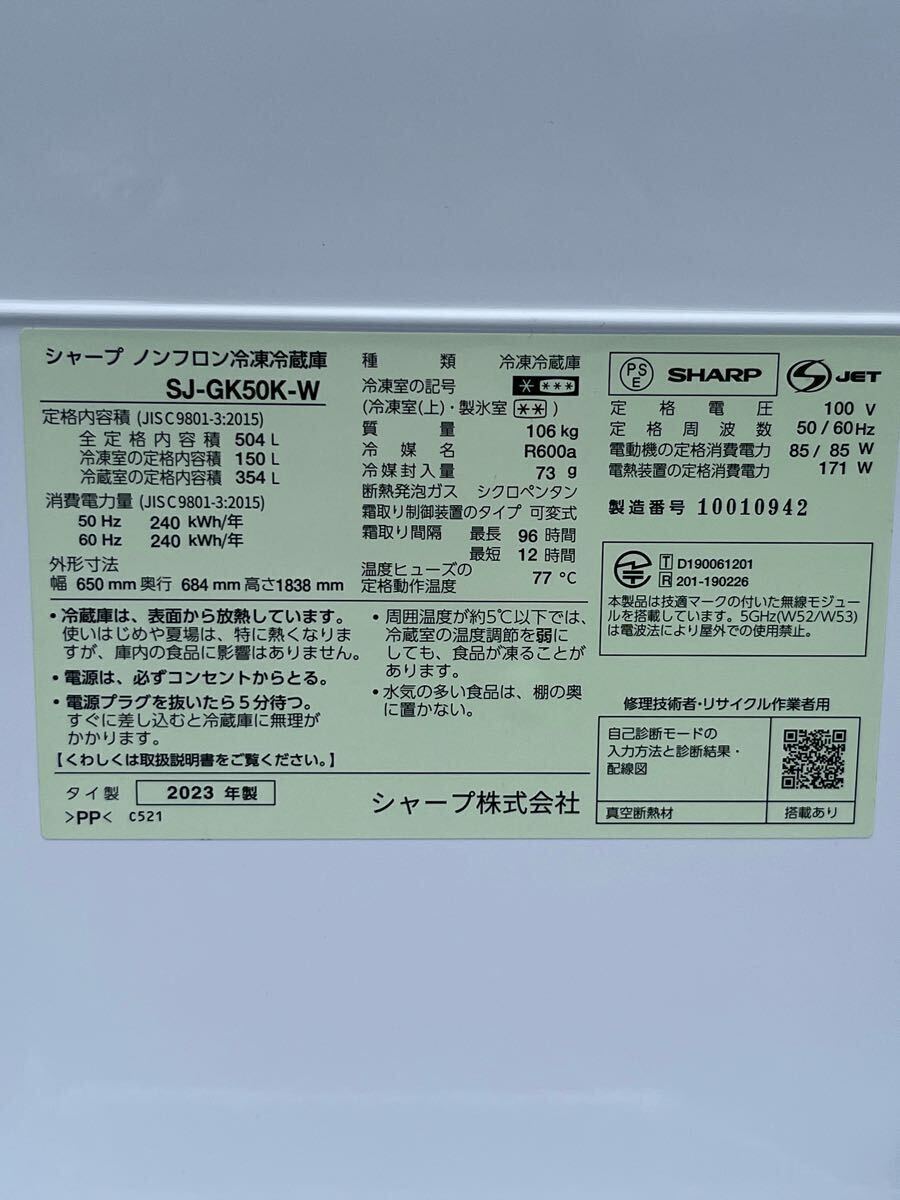 シャープ ノンフロン冷凍冷蔵庫
SJ-GK50K-W
定格内容積 (JIS C 9801-3:2015)
全定格内容積 504 L
冷凍室の定格内容積 150 L
冷蔵室の定格内容積 354 L
消費電力量 (JIS C 9801-3:2015)
50 Hz 240 kWh/年
60 Hz 240 kWh/年
外形寸法
幅 650 mm 奥行 684 mm 高さ1838 mm
種類 冷凍冷蔵庫
冷凍室の記号 * ***
(冷凍室(上)・製氷室 ** )
質量 106 kg
冷媒名 R600a
冷媒封入量 73 g
断熱発泡ガス シクロペンタン
霜取り制御装置のタイプ 可変式
霜取り間隔 最長 96 時間
最短 12 時間
温度ヒューズの
定格動作温度 77 ℃
PS
E
SHARP
S JET
定格電圧 100 V
定格周波数 50/60Hz
電動機の定格消費電力 85/85 W
電熱装置の定格消費電力 171 W
製造番号 10010942
T D190061201
R 201-190226
本製品は技適マークの付いた無線モジュー
ルを搭載しています。5GHz(W52/W53)
は電波法により屋外での使用禁止。
・冷蔵庫は、表面から放熱しています。
使いはじめや夏場は、特に熱くなりま
すが、庫内の食品に影響はありません。
・電源は、必ずコンセントからとる。
・電源プラグを抜いたら5分待つ。
すぐに差し込むと冷蔵庫に無理が
かかります。
【くわしくは取扱説明書をご覧ください。】
・周囲温度が約5℃以下では、
冷蔵室の温度調節を弱に
しても、食品が凍ることが
あります。
・水気の多い食品は、棚の奥
に置かない。
修理技術者・リサイクル作業者用
自己診断モードの
入力方法と診断結果・
配線図
真空断熱材 搭載あり
タイ製 2023 年製
シャープ株式会社
>PP< C521